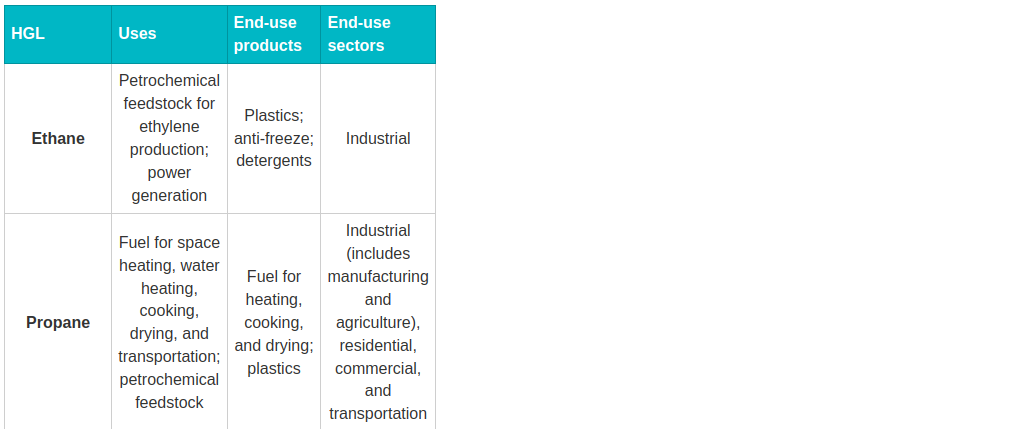 HGL
Uses
End-use
products
End-use
sectors
Ethane
Petrochemical
feedstock for
ethylene
production;
power
generation
Plastics;
anti-freeze;
detergents
Industrial
Propane
Fuel for space
heating, water
heating,
cooking,
drying, and
transportation;
petrochemical
feedstock
Fuel for
heating,
cooking,
and drying;
plastics
Industrial
(includes
manufacturing
and
agriculture),
residential,
commercial,
and
transportation